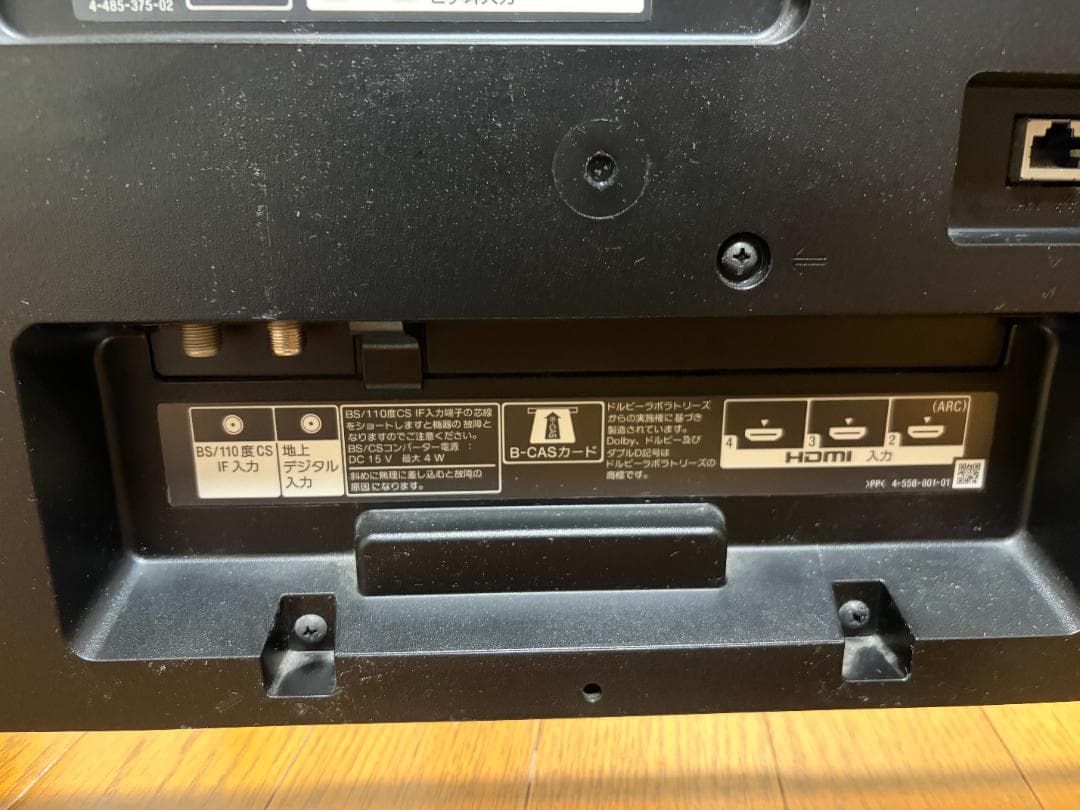 4-485-375-02
ビデオ入力
BS/110度CS
IF 入力
地上
デジタル
入力
BS/110度CS IF入力端子の芯線
をショートしますと機器の故障と
なりますのでご注意ください。
BS/CSコンバーター電源 :
DC 15 V 最大 4 W
斜めに無理に差し込むと故障の
原因になります。
B-CAS
B-CASカード
ドルビーラボラトリーズ
からの実施権に基づき
製造されています。
Dolby、ドルビー及び
ダブルD記号は
ドルビーラボラトリーズの
商標です。
(ARC)
4
3
2
HDMI 入力
>PP< 4-558-801-01